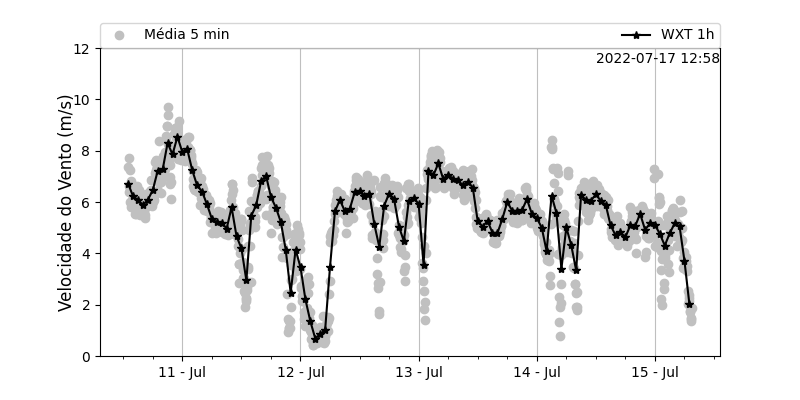 Média 5 min
WXT 1h
2022-07-17 12:58
Velocidade do Vento (m/s)
12
10
8
6
4
2
0
11 - Jul
12 - Jul
13 - Jul
14 - Jul
15 - Jul